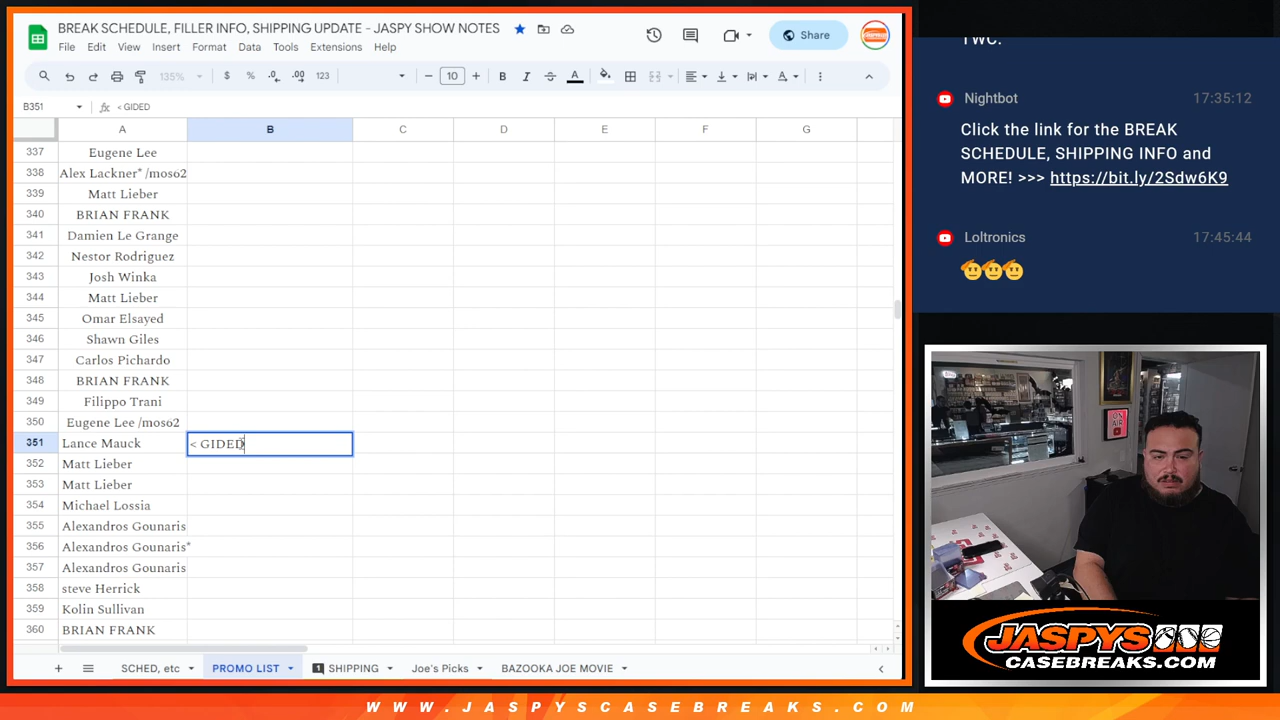 BREAK SCHEDULE, FILLER INFO, SHIPPING UPDATE - JASPY SHOW NOTES
File Edit View Insert Format Data Tools Extensions Help
Share
135% $ % .0 .00 123 10
B351 < GIDED
A B C D E F G
337 Eugene Lee
338 Alex Lackner* /moso2
339 Matt Lieber
340 BRIAN FRANK
341 Damien Le Grange
342 Nestor Rodriguez
343 Josh Winka
344 Matt Lieber
345 Omar Elsayed
346 Shawn Giles
347 Carlos Pichardo
348 BRIAN FRANK
349 Filippo Trani
350 Eugene Lee /moso2
351 Lance Mauck < GIDED
352 Matt Lieber
353 Matt Lieber
354 Michael Lossia
355 Alexandros Gounaris
356 Alexandros Gounaris*
357 Alexandros Gounaris
358 steve Herrick
359 Kolin Sullivan
360 BRIAN FRANK
SCHED, etc PROMO LIST 1 SHIPPING Joe's Picks BAZOOKA JOE MOVIE
TWC.
Nightbot 17:35:12
Click the link for the BREAK
SCHEDULE, SHIPPING INFO and
MORE! >>> https://bit.ly/2Sdw6K9
Loltronics 17:45:44
ON AIR
JASPYS
CASEBREAKS.COM
WWW.JASPYSCASEBREAKS.COM